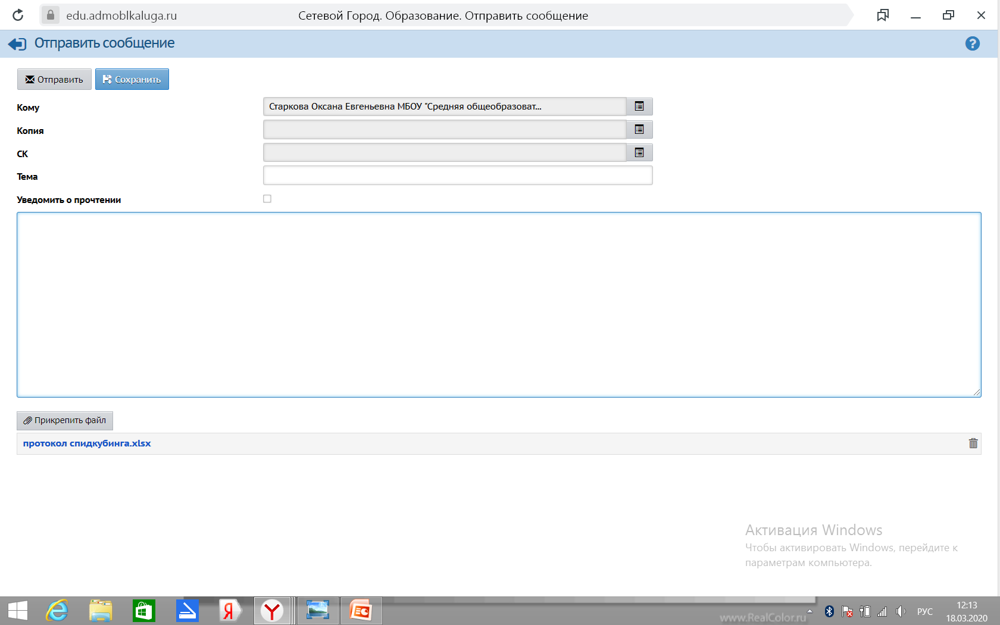 edu.admoblkaluga.ru
Сетевой Город. Образование. Отправить сообщение
Отправить сообщение
?
Отправить
Сохранить
Кому
Старкова Оксана Евгеньевна МБОУ "Средняя общеобразоват...
Копия
СК
Тема
Уведомить о прочтении
Прикрепить файл
протокол спидкубинга.xlsx
Активация Windows
Чтобы активировать Windows, перейдите к
параметрам компьютера.
www.RealColor.ru
РУС
12:13
18.03.2020